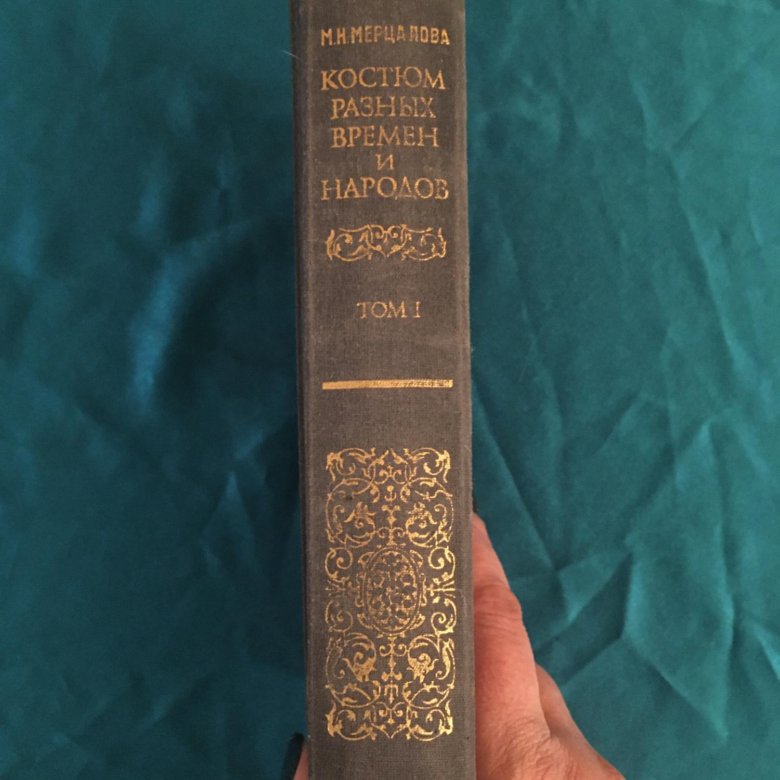 М.Н.МЕРЦАЛОВА
КОСТЮМ
РАЗНЫХ
ВРЕМЕН
И
НАРОДОВ
ТОМ I